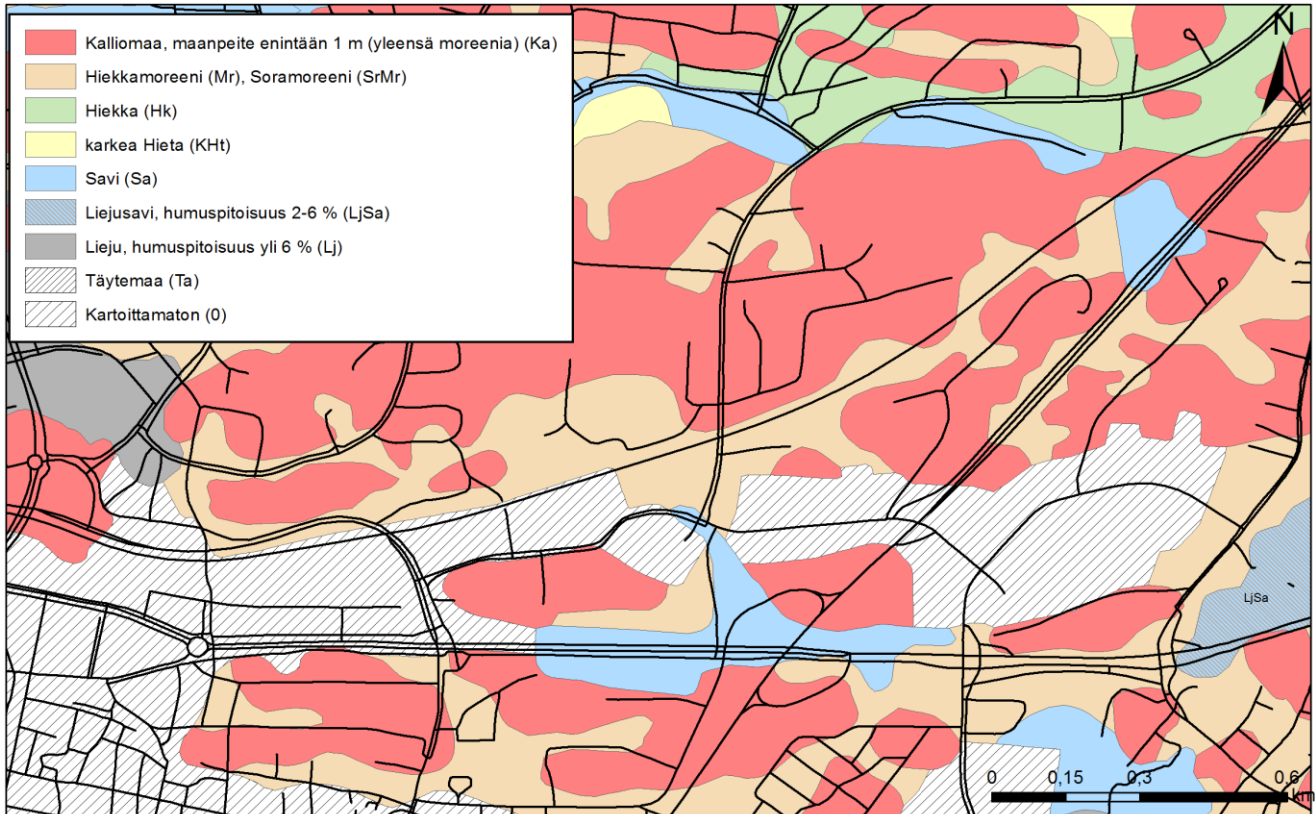 Kalliomaa, maanpeite enintään 1 m (yleensä moreenia) (Ka)
Hiekkamoreeni (Mr), Soramoreeni (SrMr)
Hiekka (Hk)
karkea Hieta (KHt)
Savi (Sa)
Liejusavi, humuspitoisuus 2-6 % (LjSa)
Lieju, humuspitoisuus yli 6 % (Lj)
Täytemaa (Ta)
Kartoittamaton (0)
N
LjSa
0 0,15 0,3 0,6
km